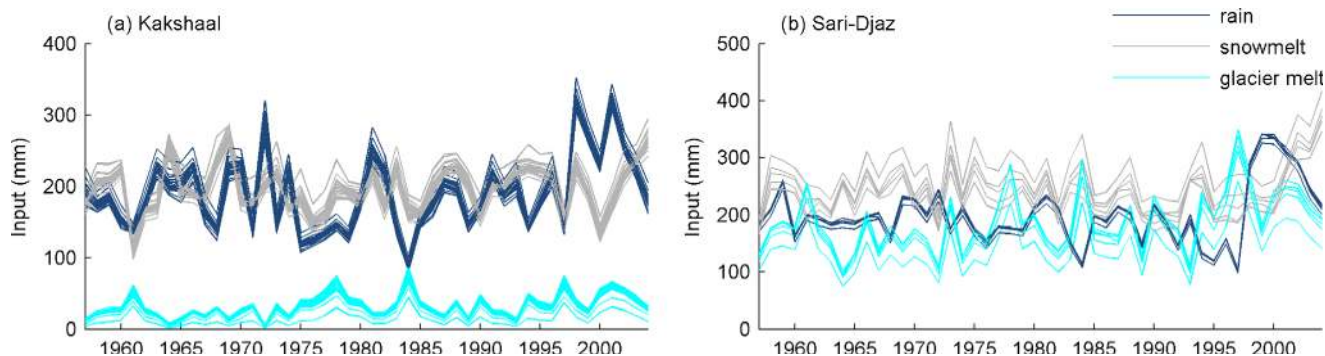 (a) Kakshaal
400
300
200
100
0
Input (mm)
1960 1965 1970 1975 1980 1985 1990 1995 2000
(b) Sari-Djaz
500
400
300
200
100
0
Input (mm)
1960 1965 1970 1975 1980 1985 1990 1995 2000
rain
snowmelt
glacier melt